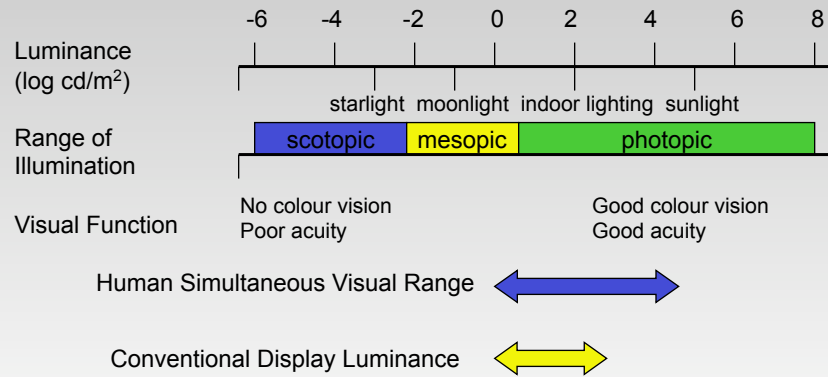 -6 -4 -2 0 2 4 6 8
Luminance
(log cd/m²)
starlight moonlight indoor lighting sunlight
Range of
Illumination
scotopic mesopic photopic
Visual Function
No colour vision
Poor acuity
Good colour vision
Good acuity
Human Simultaneous Visual Range
Conventional Display Luminance